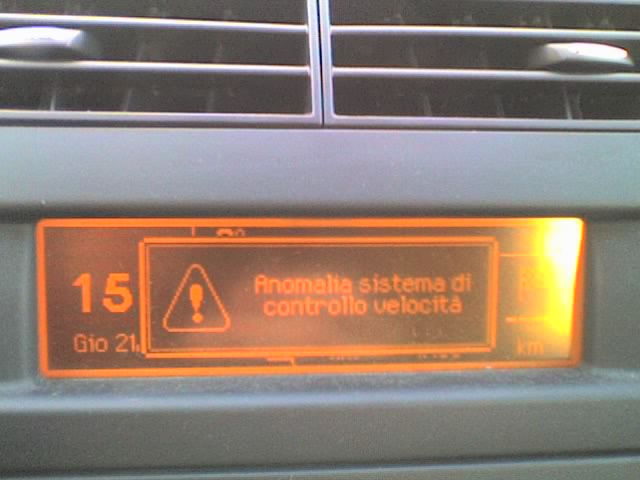 Anomalia sistema di
controllo velocità
15
Gio 21
km